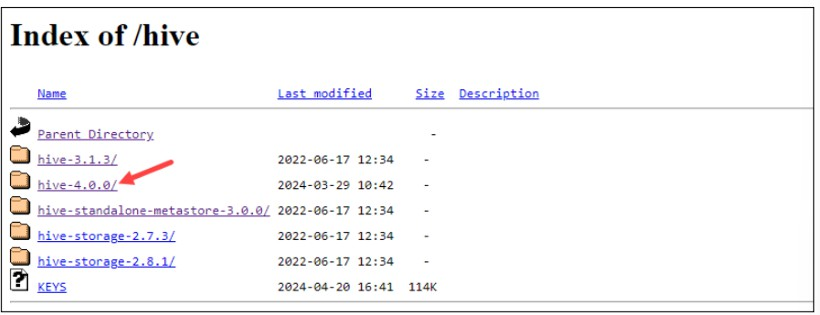 Index of /hive
Name Last modified Size Description
Parent Directory -
hive-3.1.3/ 2022-06-17 12:34 -
hive-4.0.0/ 2024-03-29 10:42 -
hive-standalone-metastore-3.0.0/ 2022-06-17 12:34 -
hive-storage-2.7.3/ 2022-06-17 12:34 -
hive-storage-2.8.1/ 2022-06-17 12:34 -
? KEYS 2024-04-20 16:41 114K